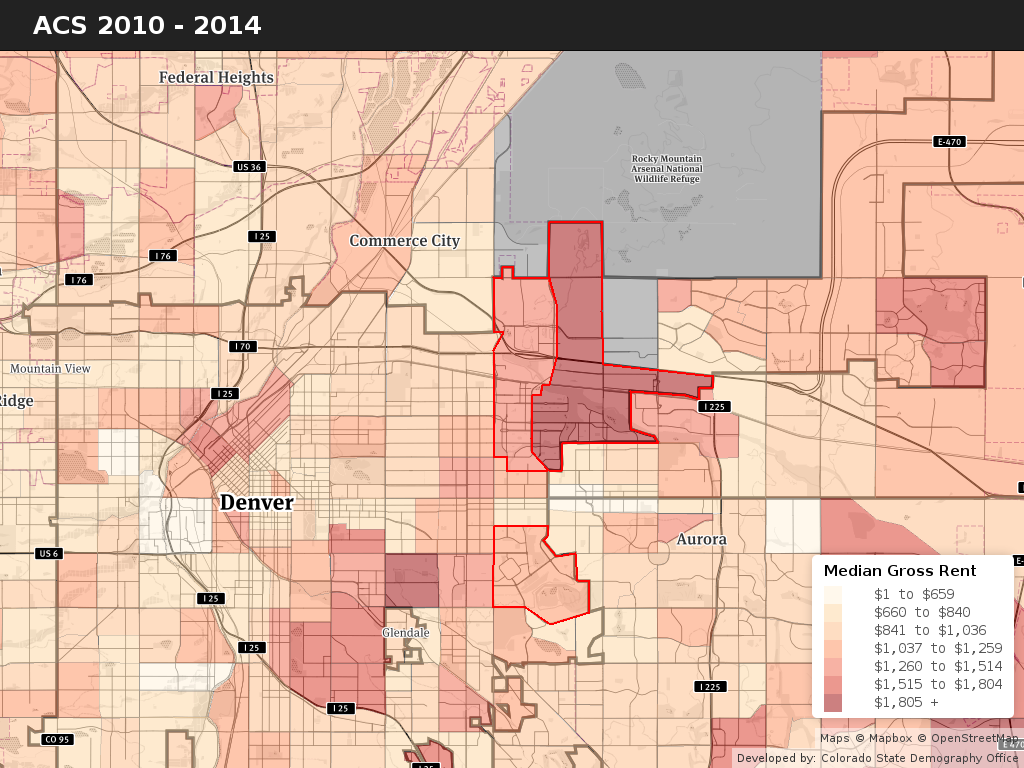 ACS 2010 - 2014
Federal Heights
E-470
US 36
Rocky Mountain
Arsenal National
Wildlife Refuge
I 25
Commerce City
I 76
I 76
I 70
Mountain View
I 25
Ridge
I 225
Denver
Aurora
US 6
Median Gross Rent
$1 to $659
$660 to $840
$841 to $1,036
$1,037 to $1,259
$1,260 to $1,514
$1,515 to $1,804
$1,805 +
I 25
Glendale
I 25
I 225
I 25
CO 95
Maps © Mapbox © OpenStreetMap
E 470
Developed by: Colorado State Demography Office
I 25